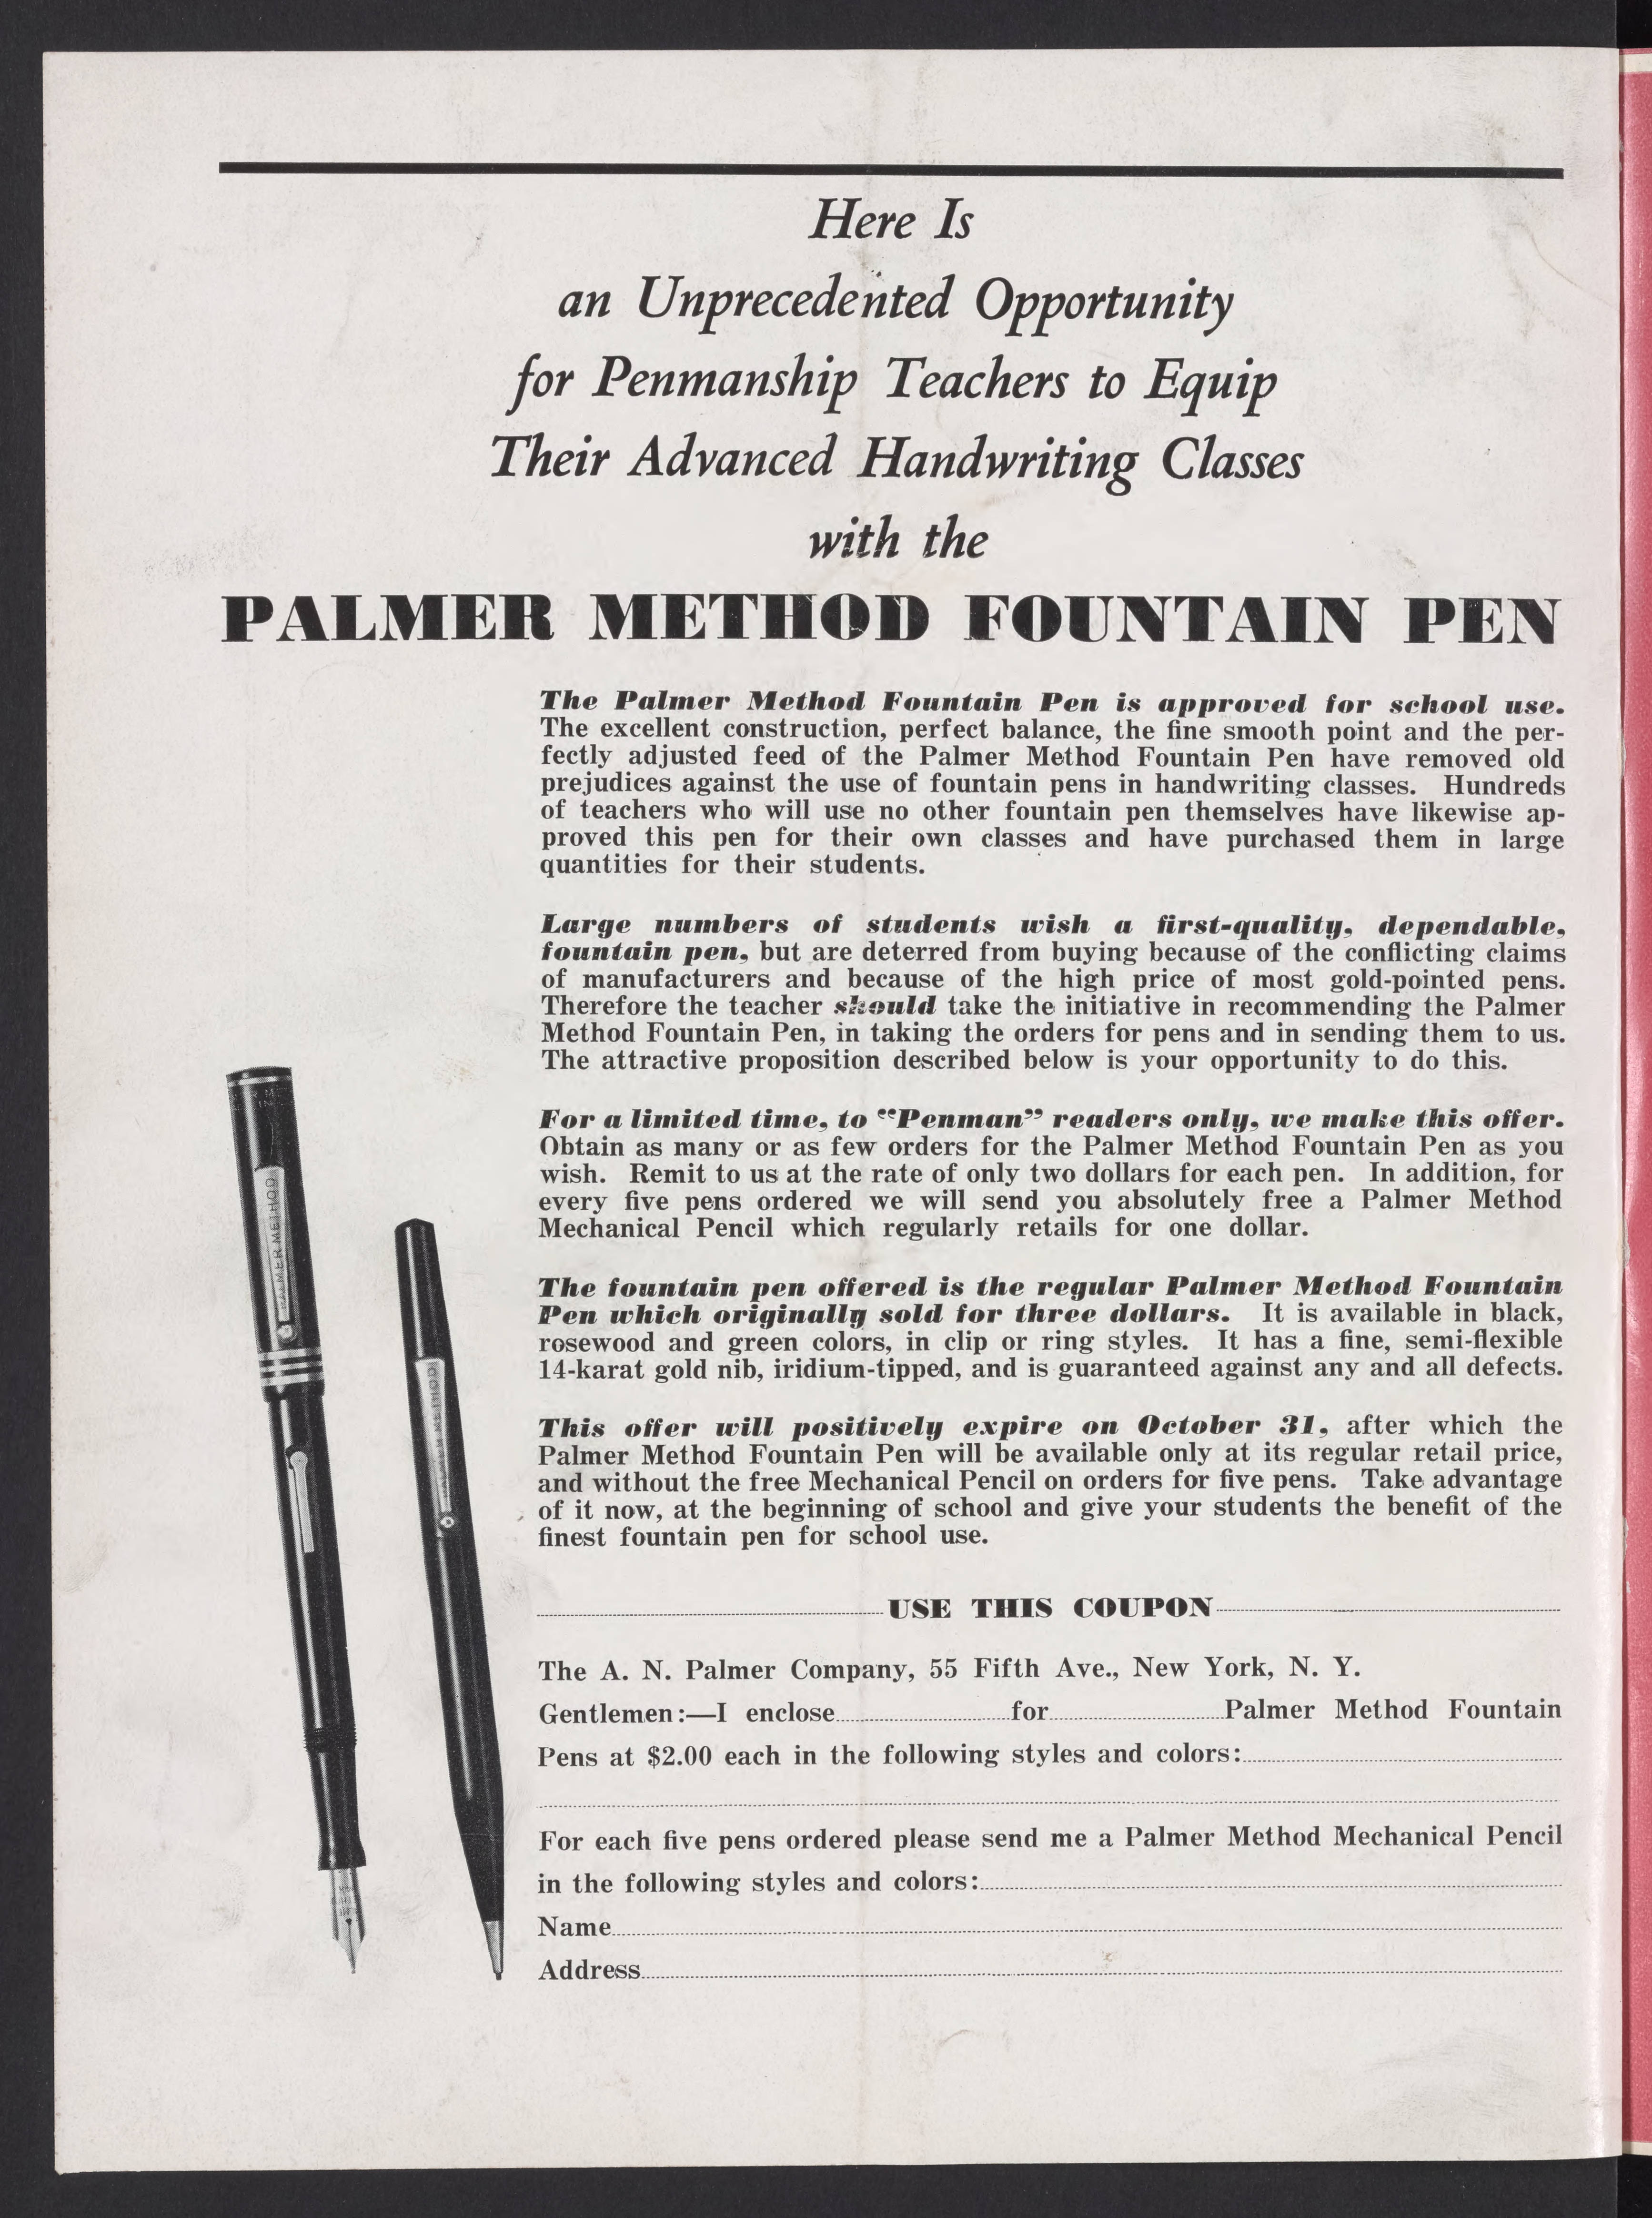 Here Is
an Unprecedented Opportunity
for Penmanship Teachers to Equip
Their Advanced Handwriting Classes
with the
PALMER METHOD FOUNTAIN PEN
The Palmer Method Fountain Pen is approved for school use.
The excellent construction, perfect balance, the fine smooth point and the per-
fectly adjusted feed of the Palmer Method Fountain Pen have removed old
prejudices against the use of fountain pens in handwriting classes. Hundreds
of teachers who will use no other fountain pen themselves have likewise ap-
proved this pen for their own classes and have purchased them in large
quantities for their students.
Large numbers of students wish a first-quality, dependable,
fountain pen, but are deterred from buying because of the conflicting claims
of manufacturers and because of the high price of most gold-pointed pens.
Therefore the teacher should take the initiative in recommending the Palmer
Method Fountain Pen, in taking the orders for pens and in sending them to us.
The attractive proposition described below is your opportunity to do this.
For a limited time, to “Penman” readers only, we make this offer.
Obtain as many or as few orders for the Palmer Method Fountain Pen as you
wish. Remit to us at the rate of only two dollars for each pen. In addition, for
every five pens ordered we will send you absolutely free a Palmer Method
Mechanical Pencil which regularly retails for one dollar.
The fountain pen offered is the regular Palmer Method Fountain
Pen which originally sold for three dollars. It is available in black,
rosewood and green colors, in clip or ring styles. It has a fine, semi-flexible
14-karat gold nib, iridium-tipped, and is guaranteed against any and all defects.
This offer will positively expire on October 31, after which the
Palmer Method Fountain Pen will be available only at its regular retail price,
and without the free Mechanical Pencil on orders for five pens. Take advantage
of it now, at the beginning of school and give your students the benefit of the
finest fountain pen for school use.
USE THIS COUPON
The A. N. Palmer Company, 55 Fifth Ave., New York, N. Y.
Gentlemen:—I enclose for Palmer Method Fountain
Pens at $2.00 each in the following styles and colors:
For each five pens ordered please send me a Palmer Method Mechanical Pencil
in the following styles and colors:
Name
Address
PALMER METHOD
PALMER METHOD